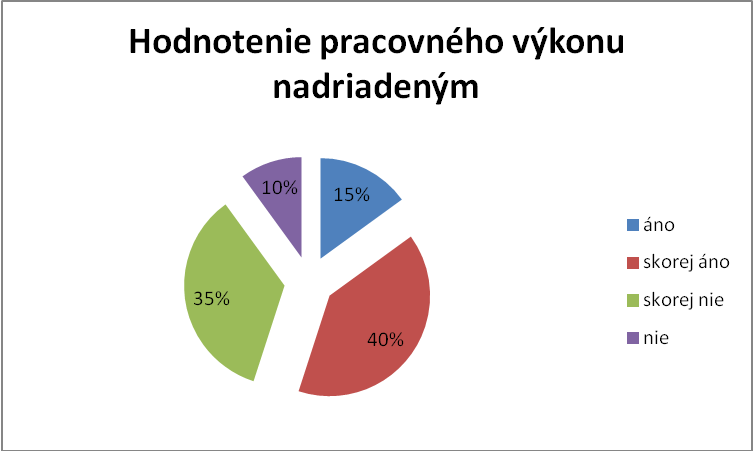 Hodnotenie pracovného výkonu
nadriadeným
10%
15%
35%
40%
áno
skorej áno
skorej nie
nie